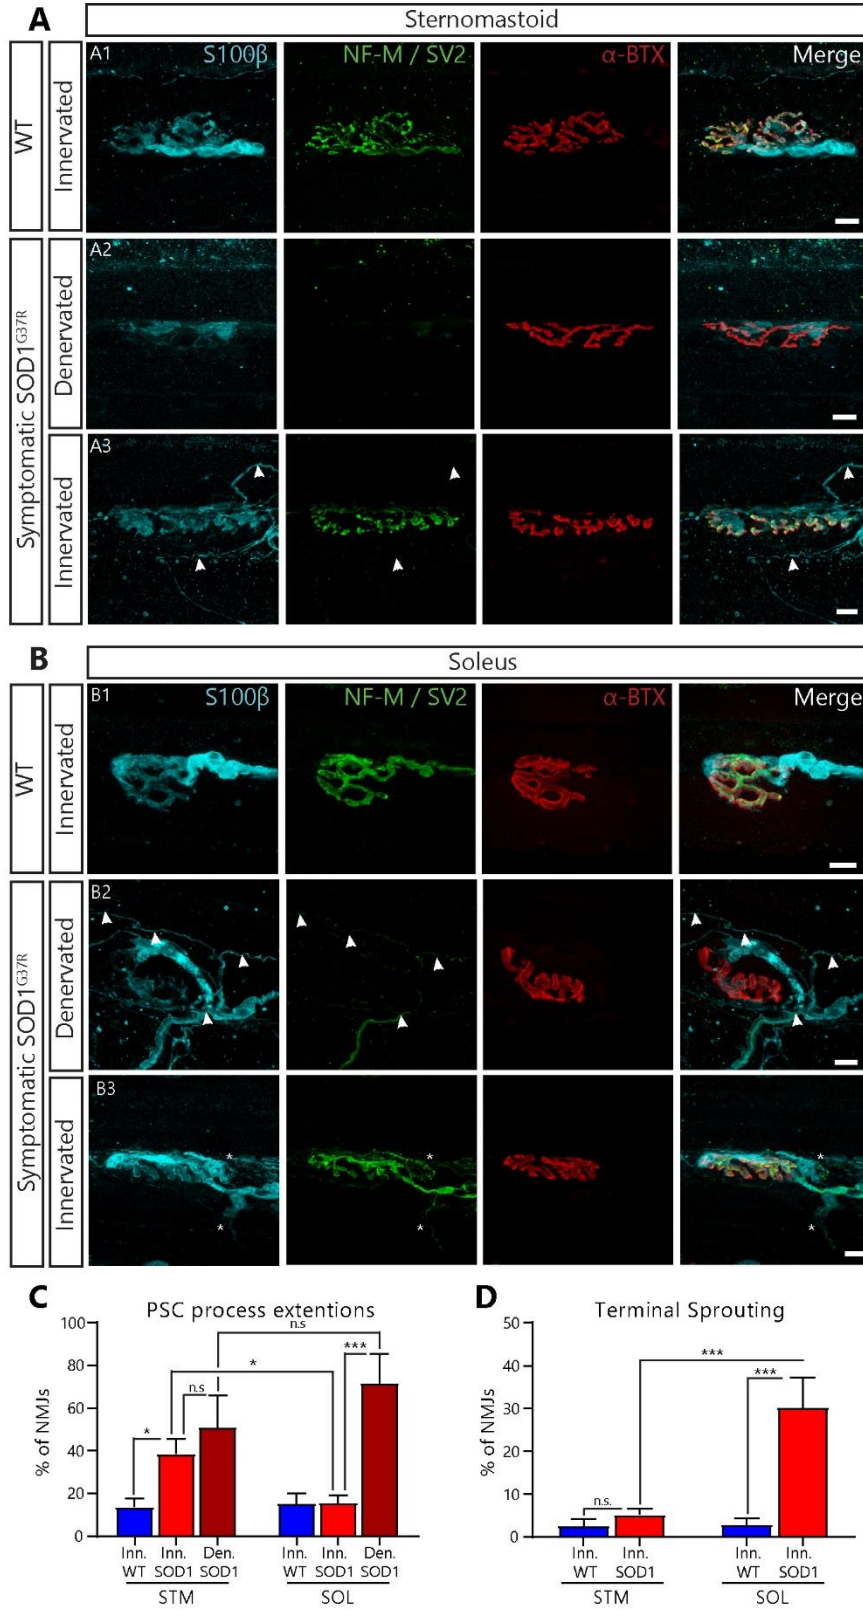 A
Sternomastoid
WT
Innervated
A1 S100β NF-M / SV2 α-BTX Merge
Symptomatic SOD1G37R
Denervated
A2
Innervated
A3
B
Soleus
WT
Innervated
B1 S100β NF-M / SV2 α-BTX Merge
Symptomatic SOD1G37R
Denervated
B2
Innervated
B3
* * * * * *
C
PSC process extentions
% of NMJs
100
80
60
40
20
0
n.s
*
***
n.s
*
Inn. WT
Inn. SOD1
Den. SOD1
Inn. WT
Inn. SOD1
Den. SOD1
STM
SOL
D
Terminal Sprouting
% of NMJs
50
40
30
20
10
0
***
***
n.s.
Inn. WT
Inn. SOD1
Inn. WT
Inn. SOD1
STM
SOL